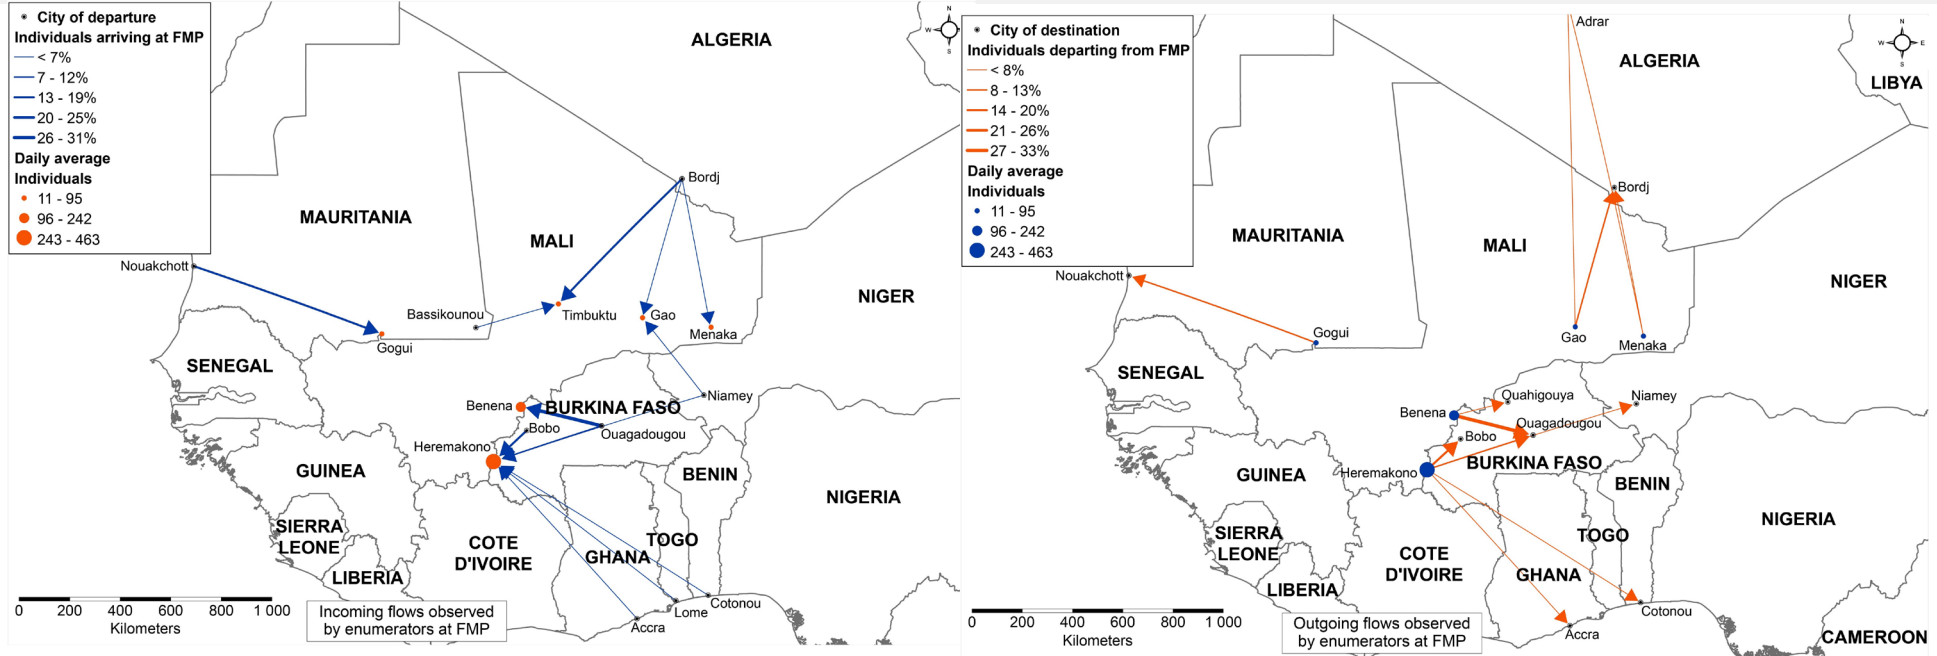 City of departure
Individuals arriving at FMP
< 7%
7 - 12%
13 - 19%
20 - 25%
26 - 31%
Daily average
Individuals
11 - 95
96 - 242
243 - 463
N
W
S
ALGERIA
Bordj
MAURITANIA
MALI
Nouakchott
NIGER
Bassikounou
Timbuktu
Gao
Menaka
Gogui
SENEGAL
Niamey
Benena
BURKINA FASO
Bobo
Ouagadougou
Heremakono
GUINEA
BENIN
NIGERIA
SIERRA
LEONE
COTE
D'IVOIRE
TOGO
GHANA
LIBERIA
Cotonou
Lome
Accra
0 200 400 600 800 1 000
Kilometers
Incoming flows observed
by enumerators at FMP
City of destination
Individuals departing from FMP
< 8%
8 - 13%
14 - 20%
21 - 26%
27 - 33%
Daily average
Individuals
11 - 95
96 - 242
243 - 463
Adrar
N
W E
S
ALGERIA
LIBYA
Bordj
MAURITANIA
MALI
Nouakchott
NIGER
Gogui
Gao
Menaka
SENEGAL
Ouahigouya
Niamey
Benena
Ouagadougou
Bobo
BURKINA FASO
Heremakono
GUINEA
BENIN
NIGERIA
SIERRA
LEONE
TOGO
COTE
D'IVOIRE
GHANA
LIBERIA
Cotonou
Accra
CAMEROON
0 200 400 600 800 1 000
Kilometers
Outgoing flows observed
by enumerators at FMP